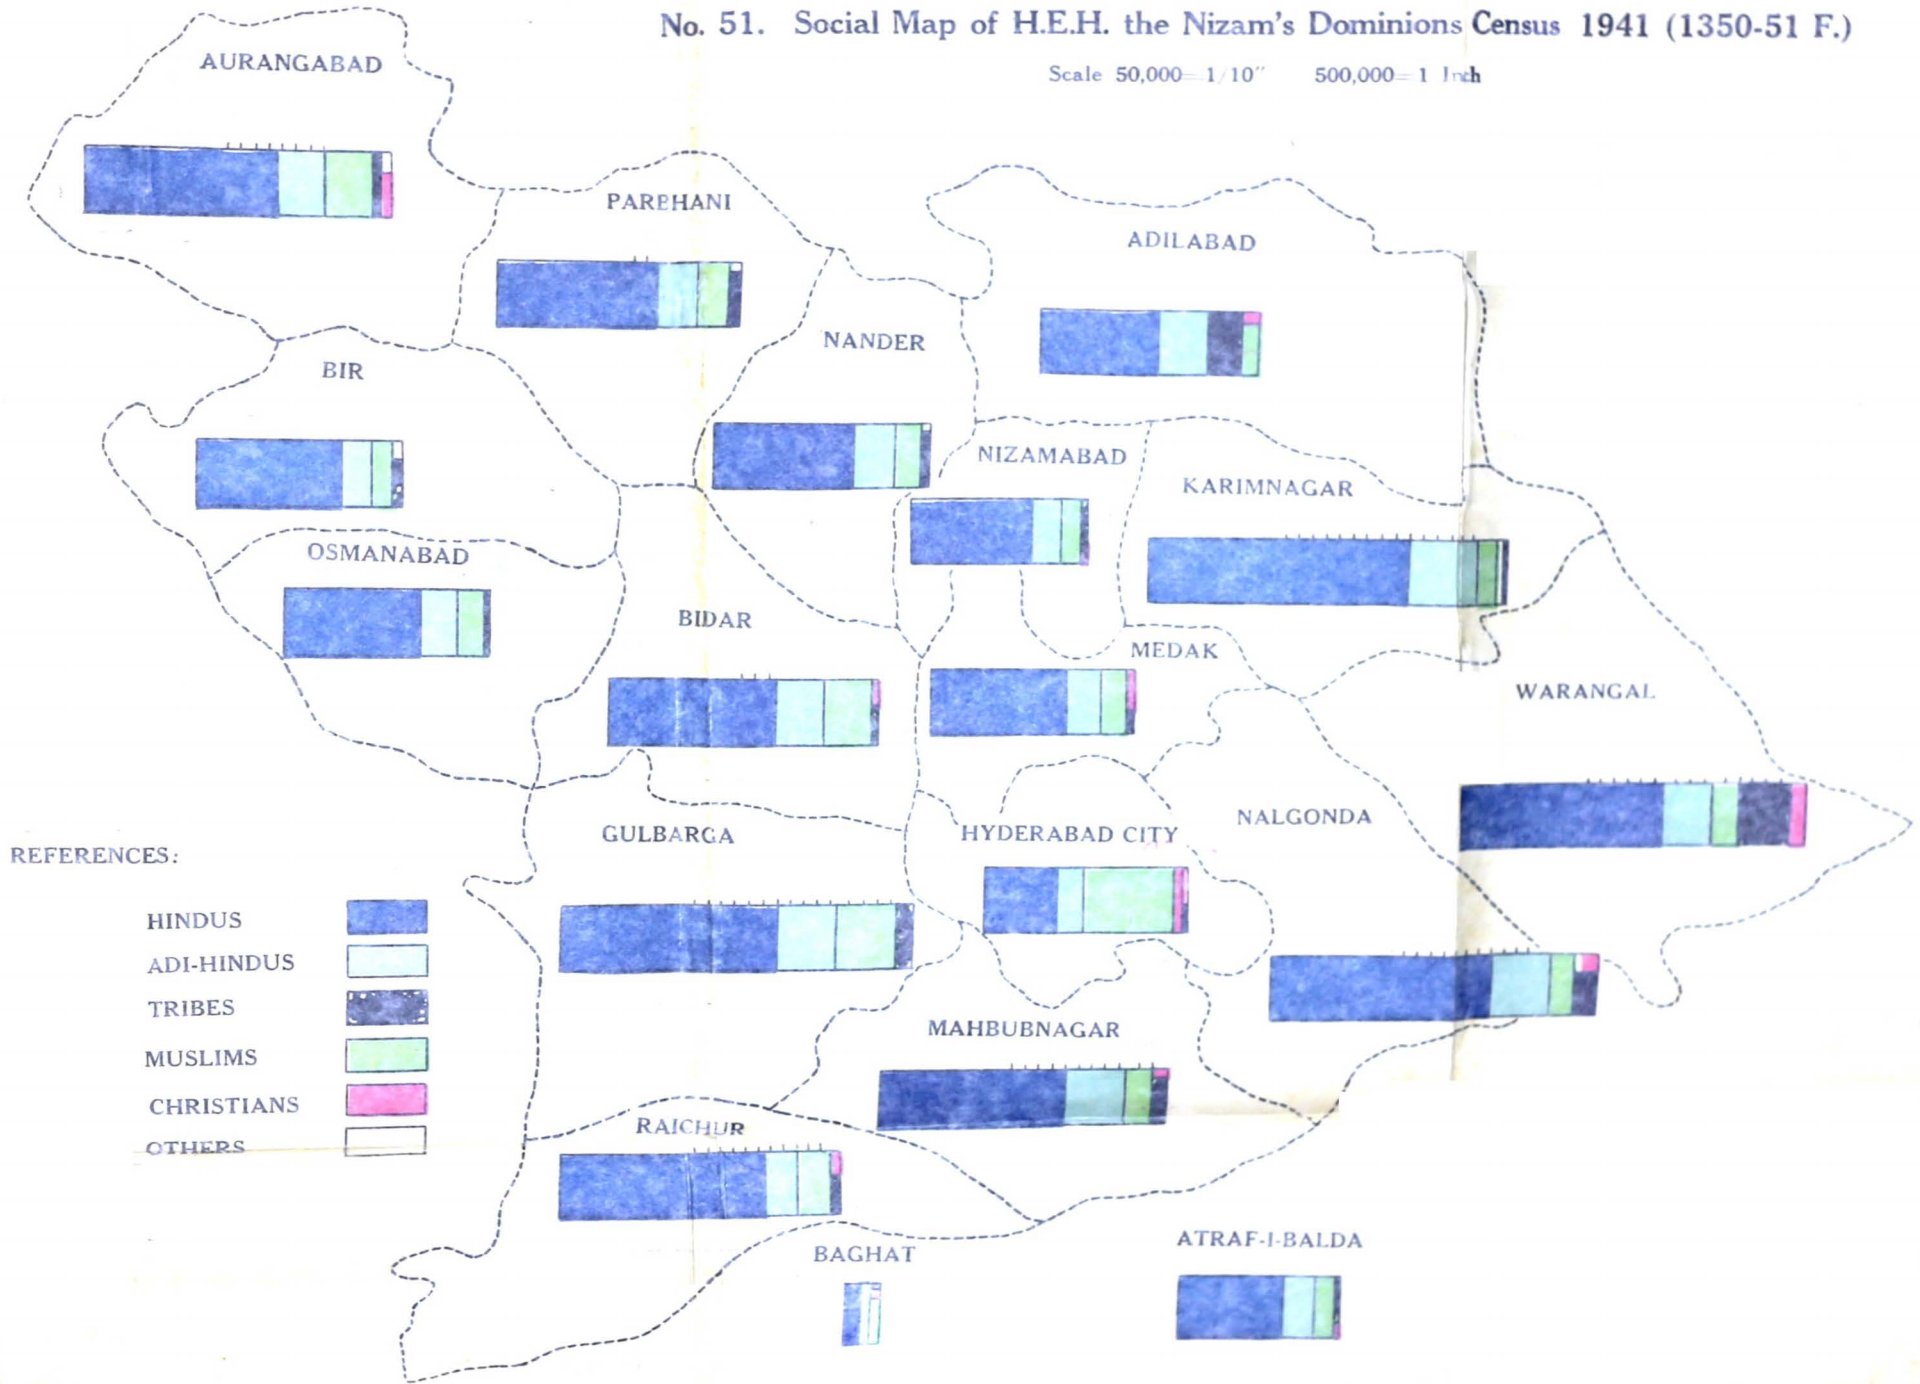 No. 51. Social Map of H.E.H. the Nizam's Dominions Census 1941 (1350-51 F.)
Scale 50,000=1/10" 500,000=1 Inch
AURANGABAD
PARBHANI
ADILABAD
NANDER
BIR
NIZAMABAD
KARIMNAGAR
OSMANABAD
BIDAR
MEDAK
WARANGAL
GULBARGA
HYDERABAD CITY
NALGONDA
REFERENCES:
HINDUS
ADI-HINDUS
TRIBES
MUSLIMS
CHRISTIANS
OTHERS
MAHBUBNAGAR
RAICHUR
BAGHAT
ATRAF-I-BALDA